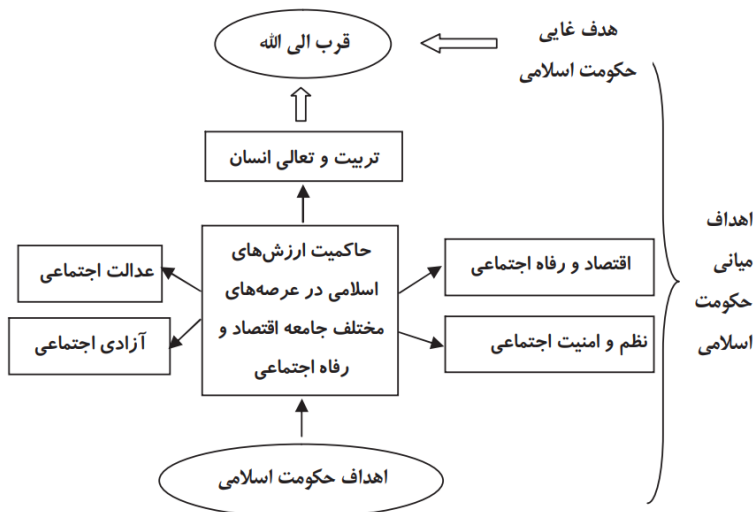 هدف غایی
حکومت اسلامی
قرب الی الله
تربیت و تعالی انسان
حاکمیت ارزش‌های
اسلامی در عرصه‌های
مختلف جامعه اقتصاد و
رفاه اجتماعی
اقتصاد و رفاه اجتماعی
نظم و امنیت اجتماعی
عدالت اجتماعی
آزادی اجتماعی
اهداف
میانی
حکومت
اسلامی
اهداف حکومت اسلامی